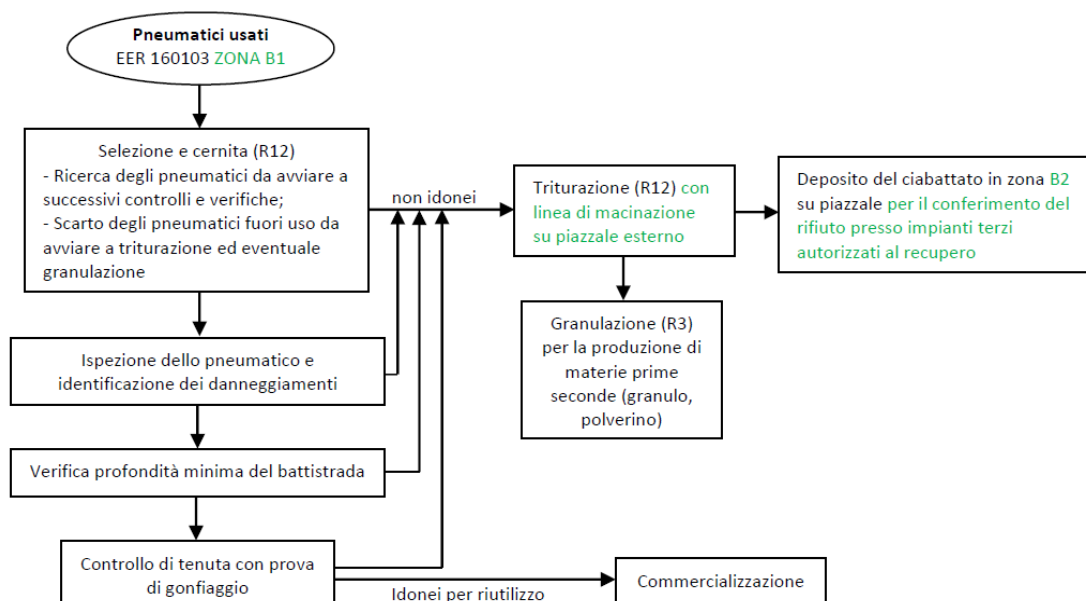 Pneumatici usati
EER 160103 ZONA B1
Selezione e cernita (R12)
- Ricerca degli pneumatici da avviare a
successivi controlli e verifiche;
- Scarto degli pneumatici fuori uso da
avviare a triturazione ed eventuale
granulazione
non idonei
Triturazione (R12) con
linea di macinazione
su piazzale esterno
Deposito del ciabattato in zona B2
su piazzale per il conferimento del
rifiuto presso impianti terzi
autorizzati al recupero
Granulazione (R3)
per la produzione di
materie prime
seconde (granulo,
polverino)
Ispezione dello pneumatico e
identificazione dei danneggiamenti
Verifica profondità minima del battistrada
Controllo di tenuta con prova
di gonfiaggio
Idonei per riutilizzo
Commercializzazione